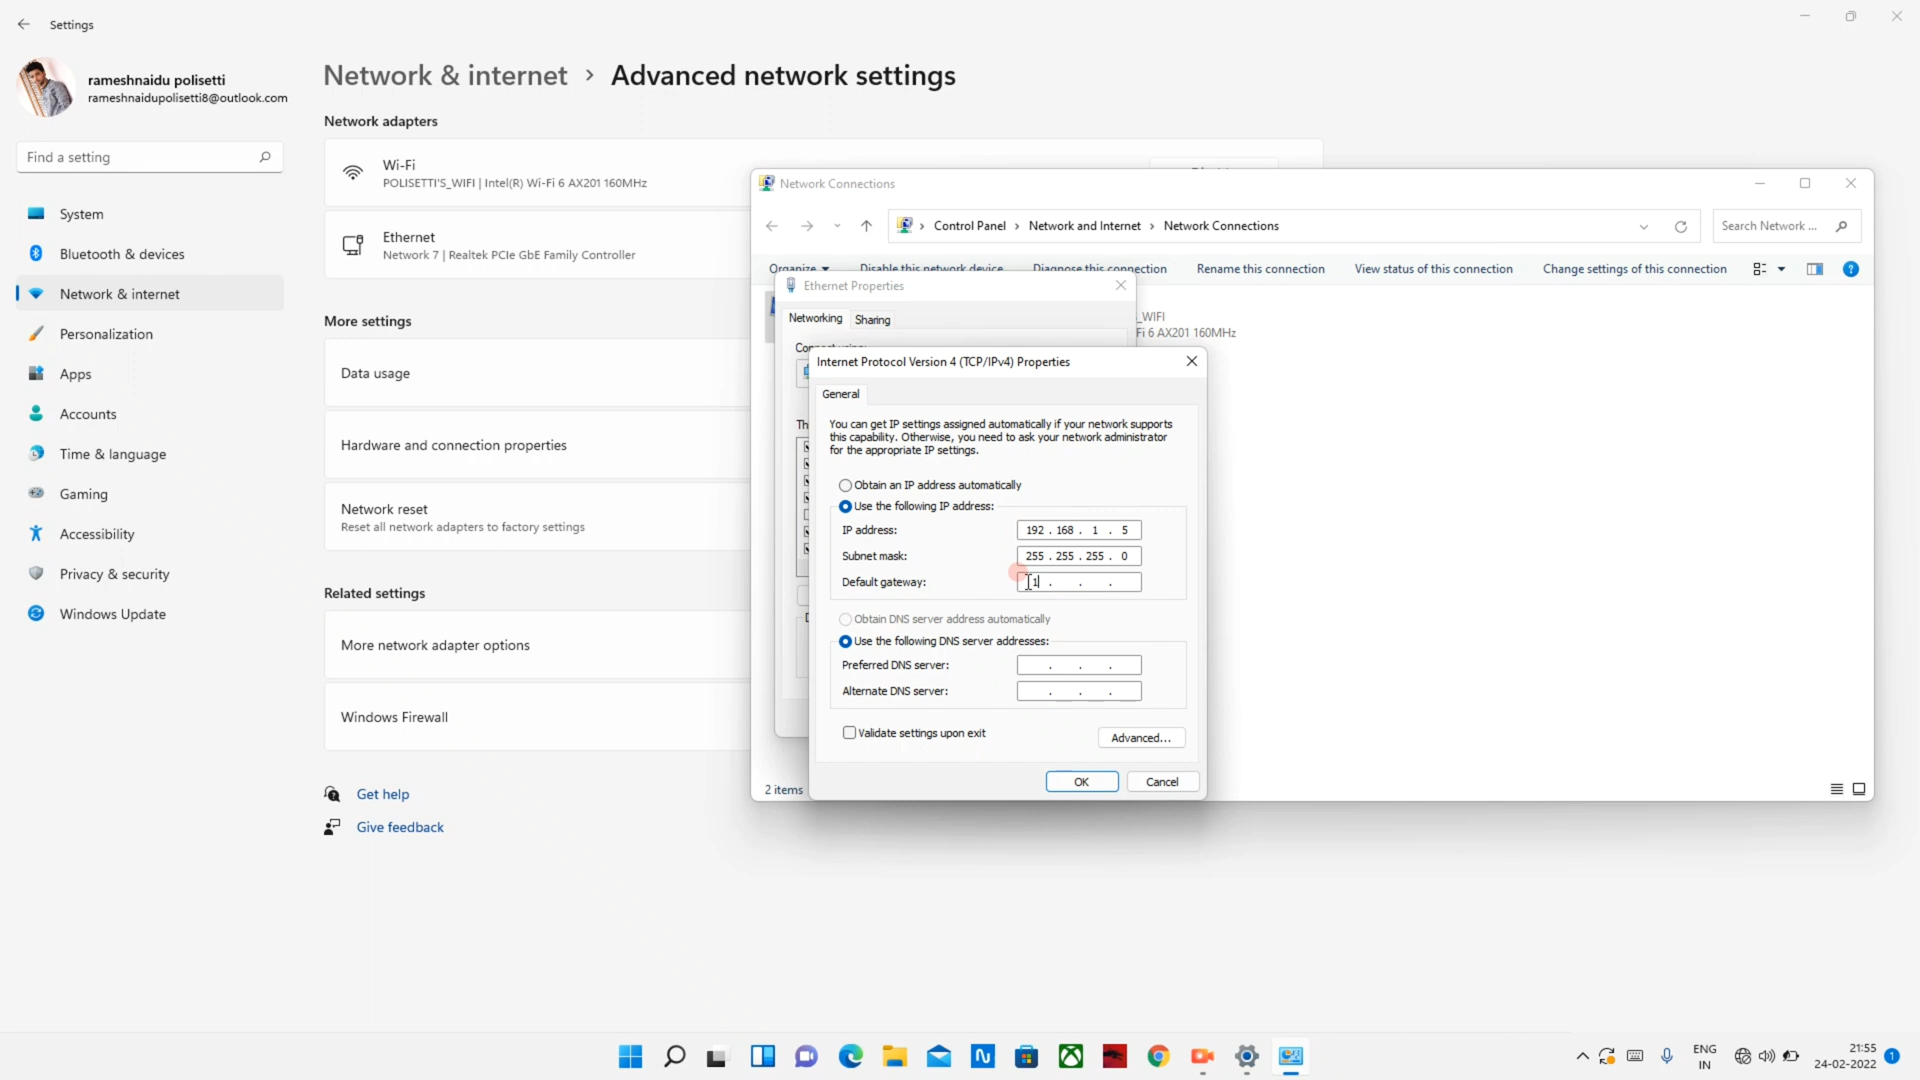 Settings
rameshnaidu polisetti
rameshnaidupolisetti8@outlook.com
Find a setting
System
Bluetooth & devices
Network & internet
Personalization
Apps
Accounts
Time & language
Gaming
Accessibility
Privacy & security
Windows Update
Network & internet › Advanced network settings
Network adapters
Wi-Fi
POLISETTI'S_WIFI | Intel(R) Wi-Fi 6 AX201 160MHz
Ethernet
Network 7 | Realtek PCIe GbE Family Controller
More settings
Data usage
Hardware and connection properties
Network reset
Reset all network adapters to factory settings
Related settings
More network adapter options
Windows Firewall
Get help
Give feedback
Network Connections
Control Panel › Network and Internet › Network Connections
Search Network ...
Organize Disable this network device Diagnose this connection Rename this connection View status of this connection Change settings of this connection
_WIFI
Fi 6 AX201 160MHz
2 items
Ethernet Properties
Networking Sharing
Connect using:
Th
Internet Protocol Version 4 (TCP/IPv4) Properties
General
You can get IP settings assigned automatically if your network supports
this capability. Otherwise, you need to ask your network administrator
for the appropriate IP settings.
Obtain an IP address automatically
Use the following IP address:
IP address: 192 . 168 . 1 . 5
Subnet mask: 255 . 255 . 255 . 0
Default gateway: 1 . . .
Obtain DNS server address automatically
Use the following DNS server addresses:
Preferred DNS server: . . .
Alternate DNS server: . . .
Validate settings upon exit
Advanced...
OK Cancel
ENG
IN
21:55
24-02-2022
1